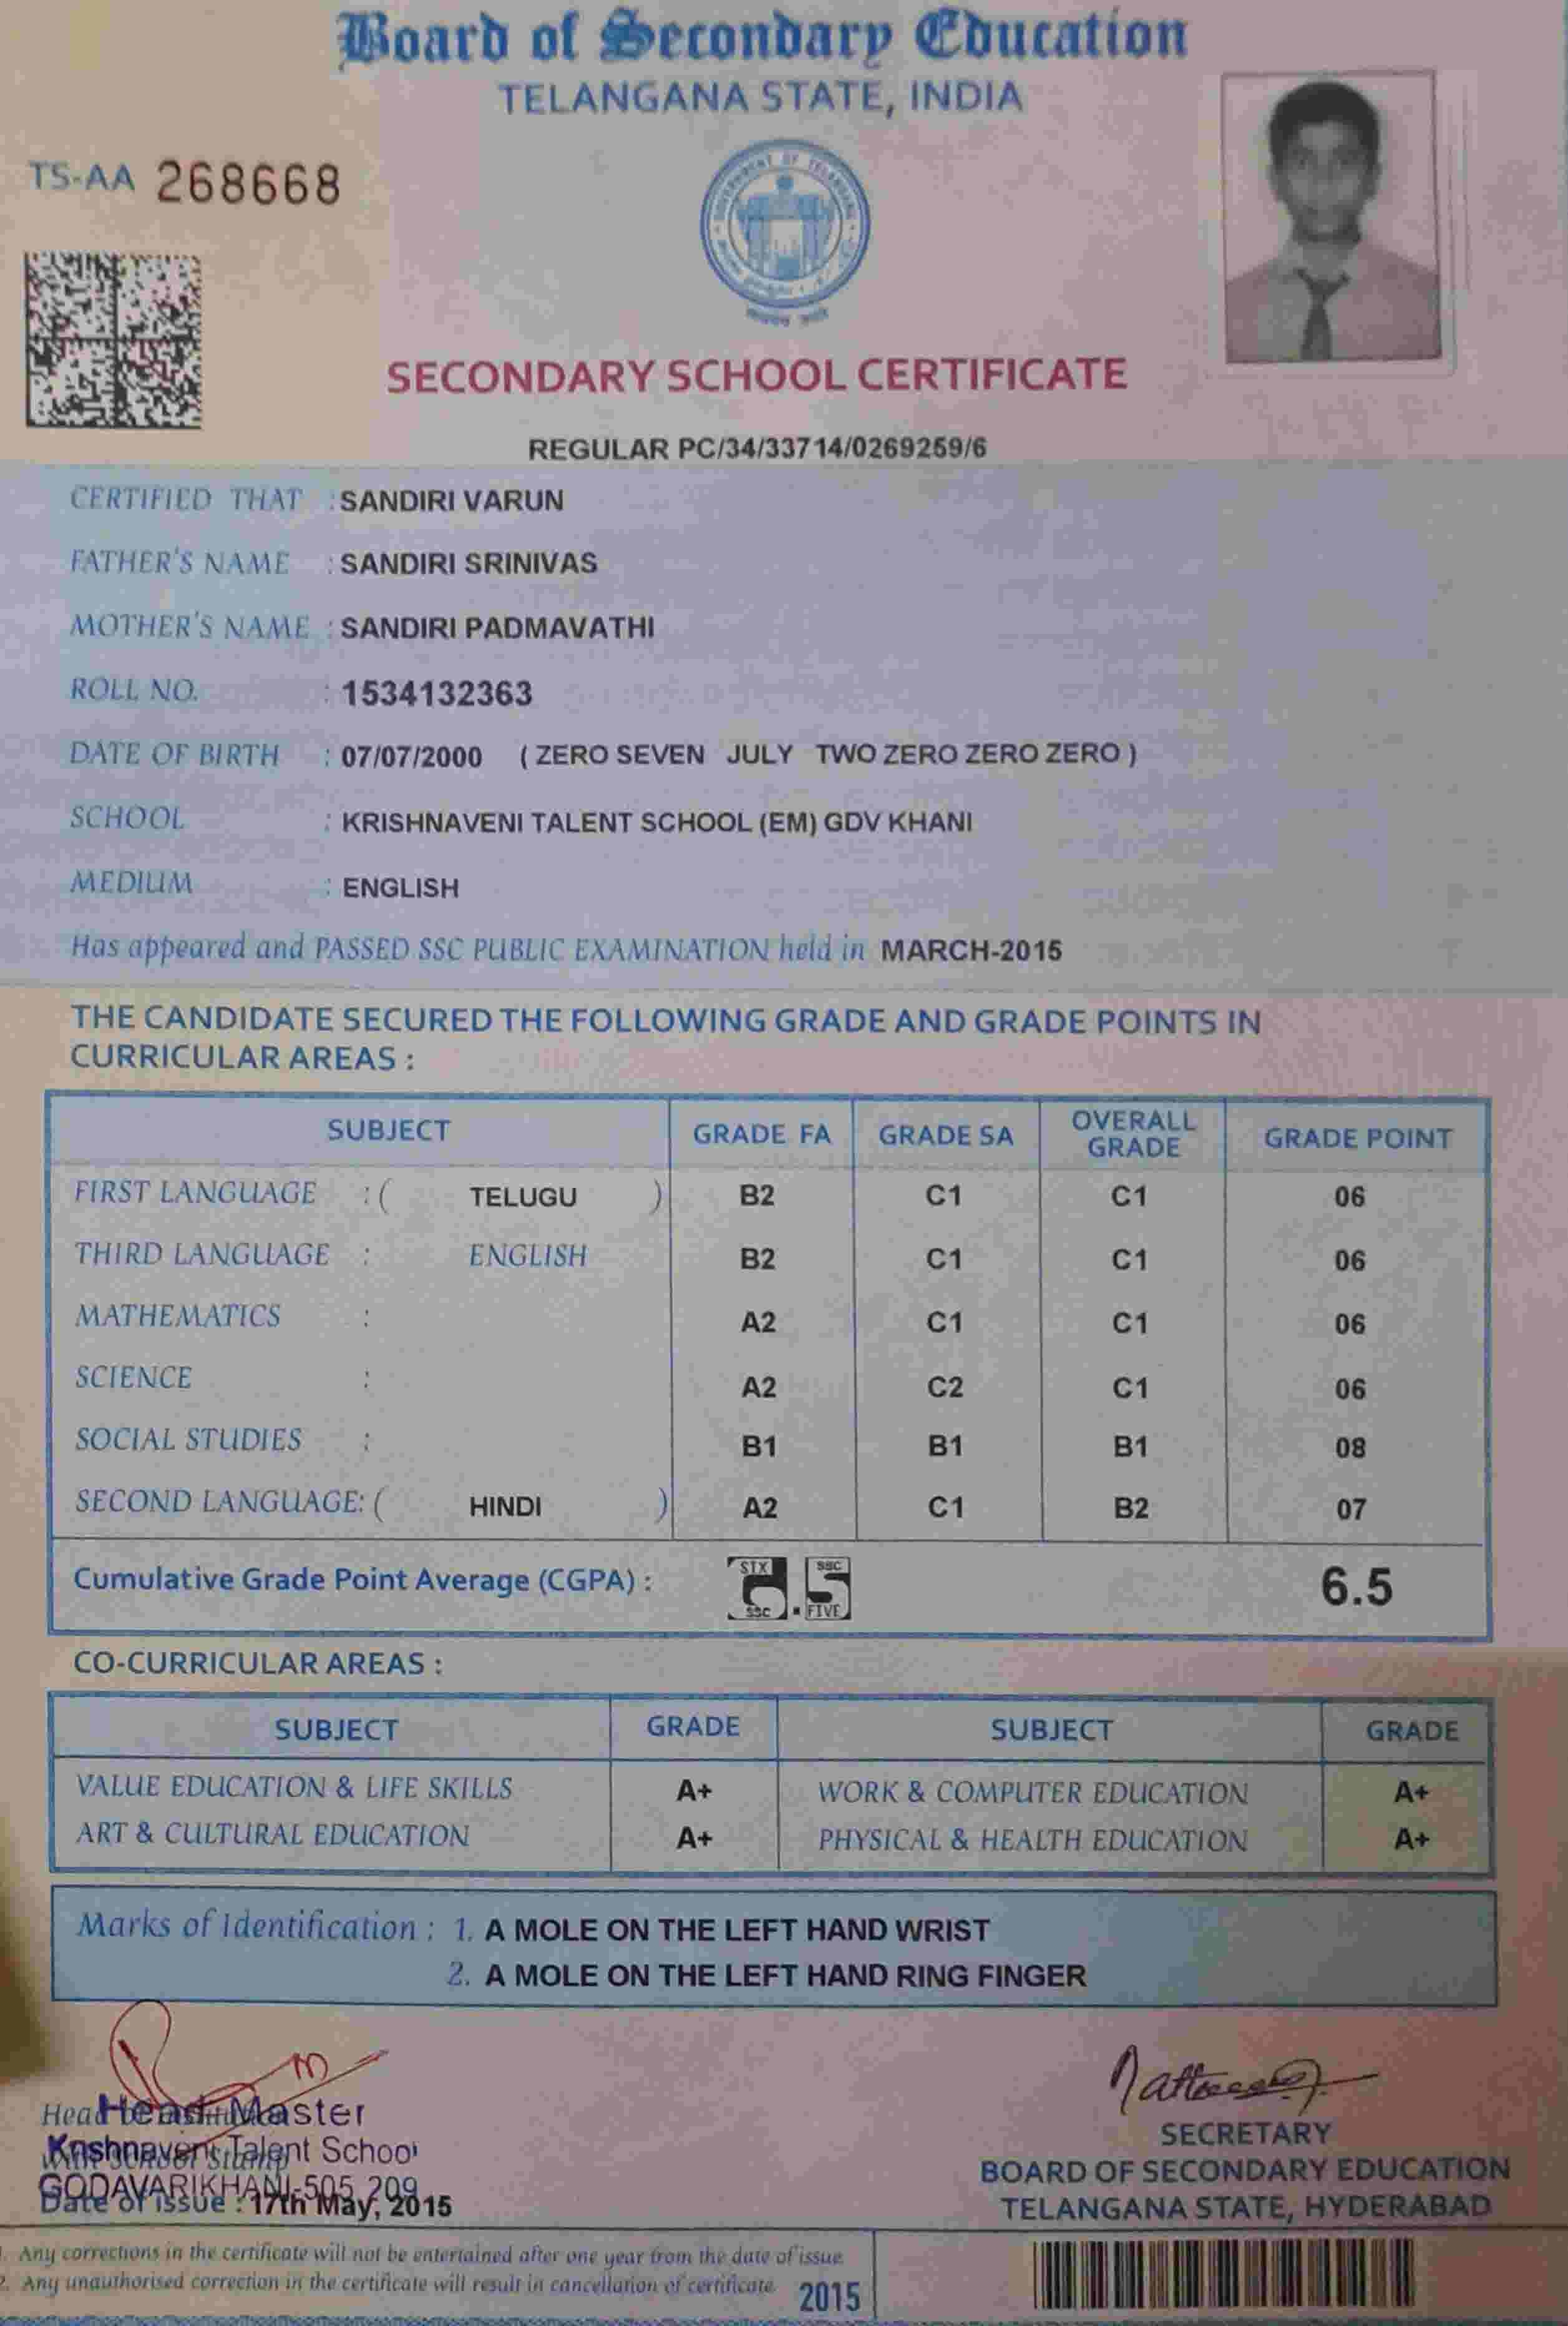 Board of Secondary Education
TELANGANA STATE, INDIA
TS-AA 268668
GOVERNMENT OF TELANGANA
SECONDARY SCHOOL CERTIFICATE
REGULAR PC/34/33714/0269259/6
CERTIFIED THAT : SANDIRI VARUN
FATHER'S NAME : SANDIRI SRINIVAS
MOTHER'S NAME : SANDIRI PADMAVATHI
ROLL NO. : 1534132363
DATE OF BIRTH : 07/07/2000 ( ZERO SEVEN JULY TWO ZERO ZERO ZERO )
SCHOOL : KRISHNAVENI TALENT SCHOOL (EM) GDV KHANI
MEDIUM : ENGLISH
Has appeared and PASSED SSC PUBLIC EXAMINATION held in MARCH-2015
THE CANDIDATE SECURED THE FOLLOWING GRADE AND GRADE POINTS IN
CURRICULAR AREAS :
SUBJECT GRADE FA GRADE SA OVERALL GRADE GRADE POINT
FIRST LANGUAGE : ( TELUGU ) B2 C1 C1 06
THIRD LANGUAGE : ENGLISH B2 C1 C1 06
MATHEMATICS : A2 C1 C1 06
SCIENCE : A2 C2 C1 06
SOCIAL STUDIES : B1 B1 B1 08
SECOND LANGUAGE: ( HINDI ) A2 C1 B2 07
Cumulative Grade Point Average (CGPA) : SIX SSC 6.5 SSC FIVE 6.5
CO-CURRICULAR AREAS :
SUBJECT GRADE SUBJECT GRADE
VALUE EDUCATION & LIFE SKILLS A+ WORK & COMPUTER EDUCATION A+
ART & CULTURAL EDUCATION A+ PHYSICAL & HEALTH EDUCATION A+
Marks of Identification : 1. A MOLE ON THE LEFT HAND WRIST
2. A MOLE ON THE LEFT HAND RING FINGER
Head Master
Krishnaveni Talent School
with School Stamp
GODAVARIKHANI-505 209
Date of issue : 17th May, 2015
SECRETARY
BOARD OF SECONDARY EDUCATION
TELANGANA STATE, HYDERABAD
1. Any corrections in the certificate will not be entertained after one year from the date of issue
2. Any unauthorised correction in the certificate will result in cancellation of certificate
2015